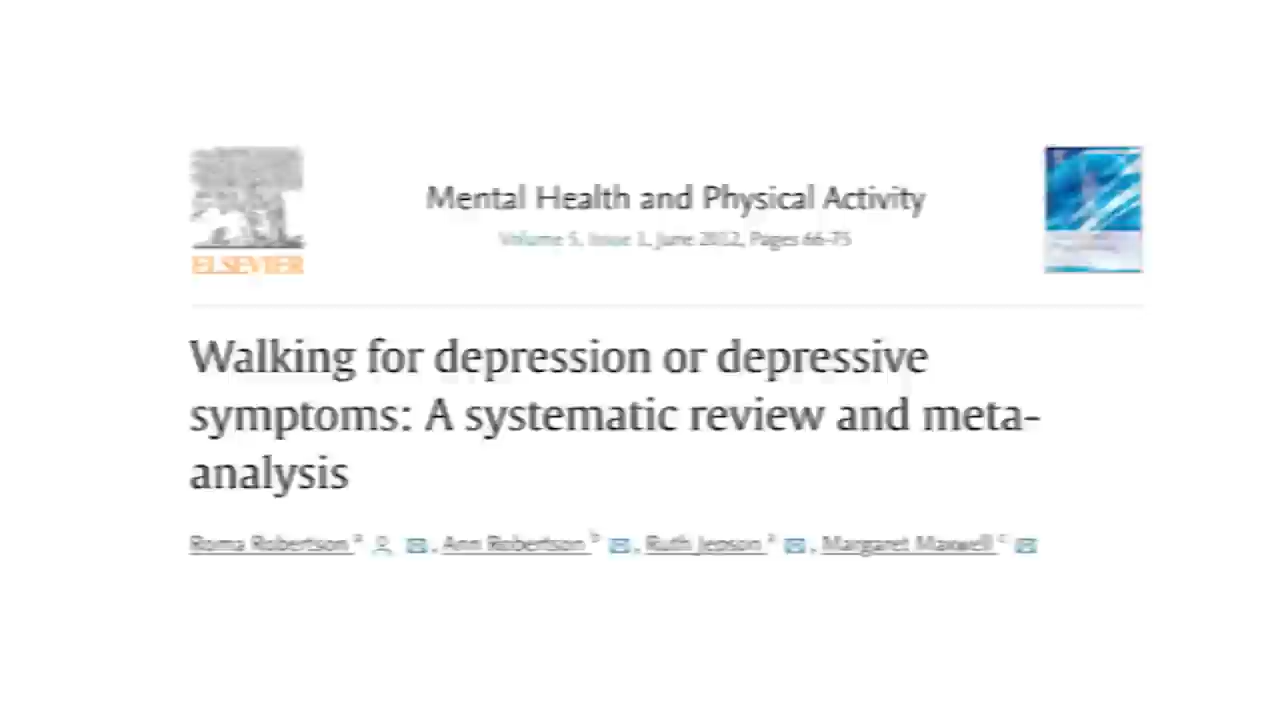 Mental Health and Physical Activity
Volume 5, Issue 1, June 2012, Pages 66-75
ELSEVIER
Walking for depression or depressive
symptoms: A systematic review and meta-
analysis
Roma Robertson a, Ann Robertson b, Ruth Jepson a, Margaret Maxwell c